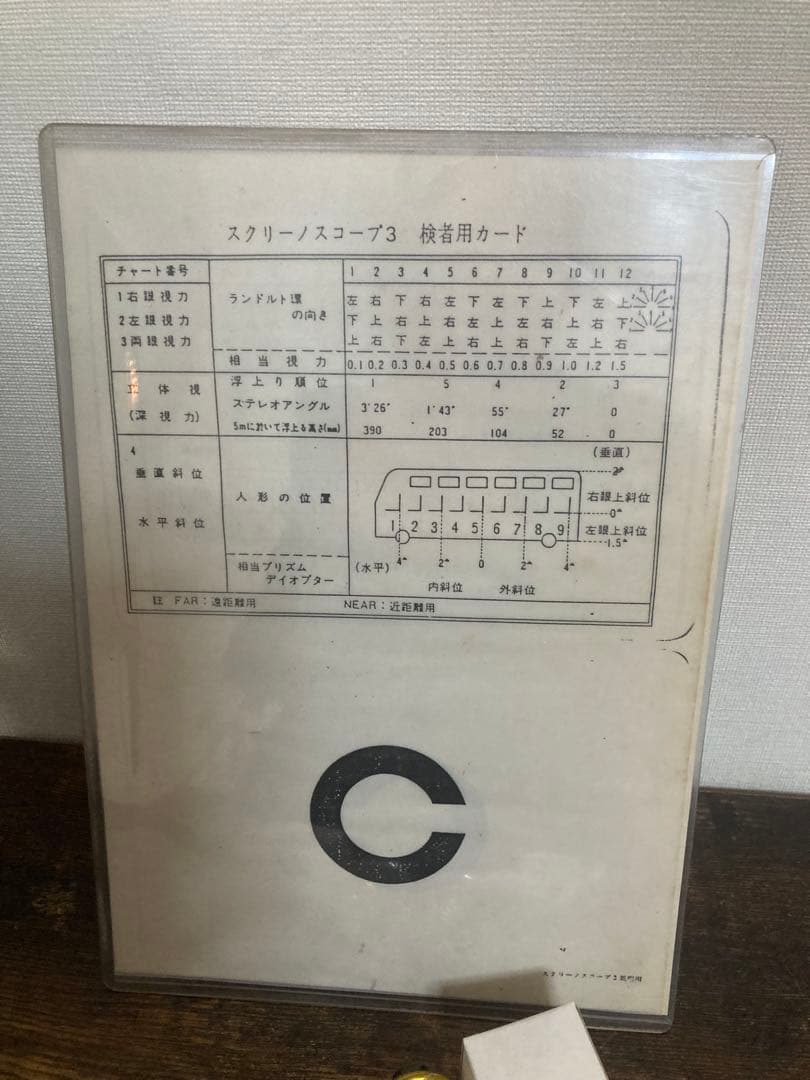 スクリーノスコープ3 検者用カード
チャート番号 1 2 3 4 5 6 7 8 9 10 11 12
1右眼視力 ランドルト環 左 右 下 右 左 下 左 上 下 左 上
2左眼視力 の向き 下 上 右 上 左 右 上 左 右 上 右 下
3両眼視力 上 右 下 左 上 右 上 右 下 左 上 右
相当視力 0.1 0.2 0.3 0.4 0.5 0.6 0.7 0.8 0.9 1.0 1.2 1.5
立体視 浮上り順位 1 5 4 2 3
(深視力) ステレオアングル 3'26" 1'43" 55" 27" 0
5mに於いて浮上る高さ(mm) 390 203 104 52 0
4
垂直斜位
水平斜位
人形の位置
(垂直)
右眼上斜位
0
左眼上斜位
1.5
1 2 3 4 5 6 7 8 9
相当プリズム
デイオプター
(水平) 4 2 0 2 4
内斜位 外斜位
註 FAR:遠距離用 NEAR:近距離用